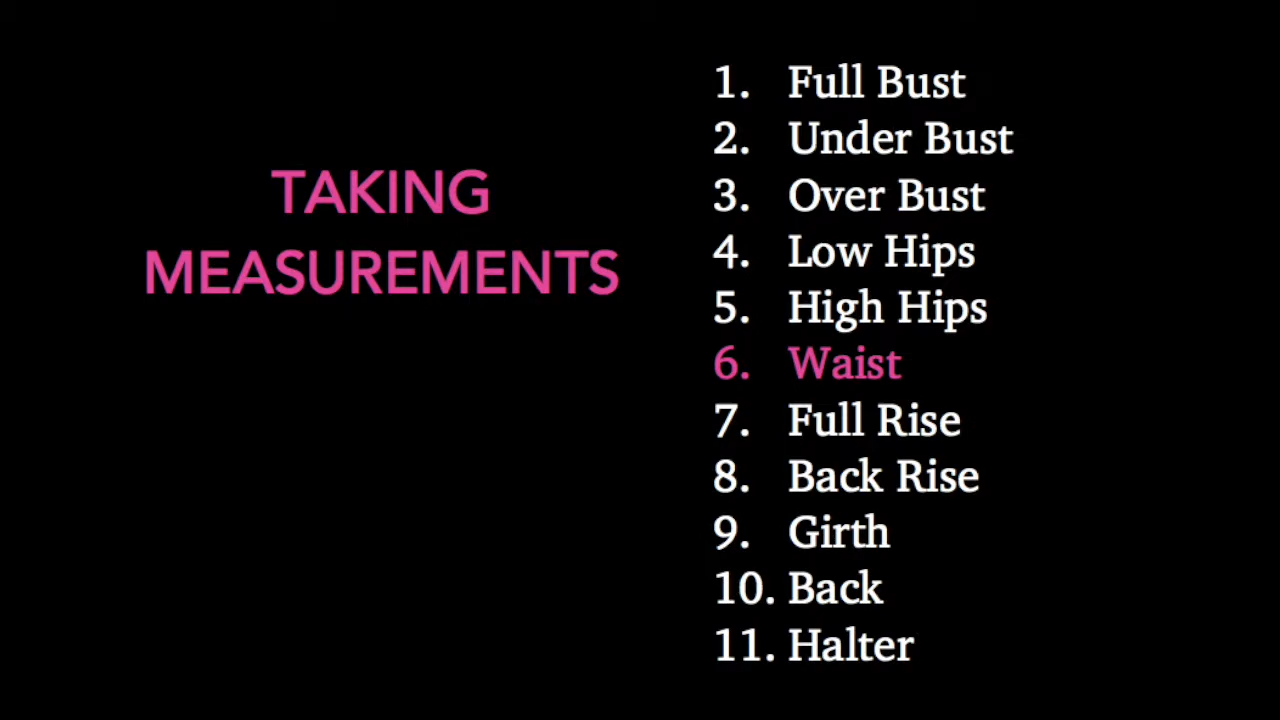 TAKING
MEASUREMENTS
1. Full Bust
2. Under Bust
3. Over Bust
4. Low Hips
5. High Hips
6. Waist
7. Full Rise
8. Back Rise
9. Girth
10. Back
11. Halter